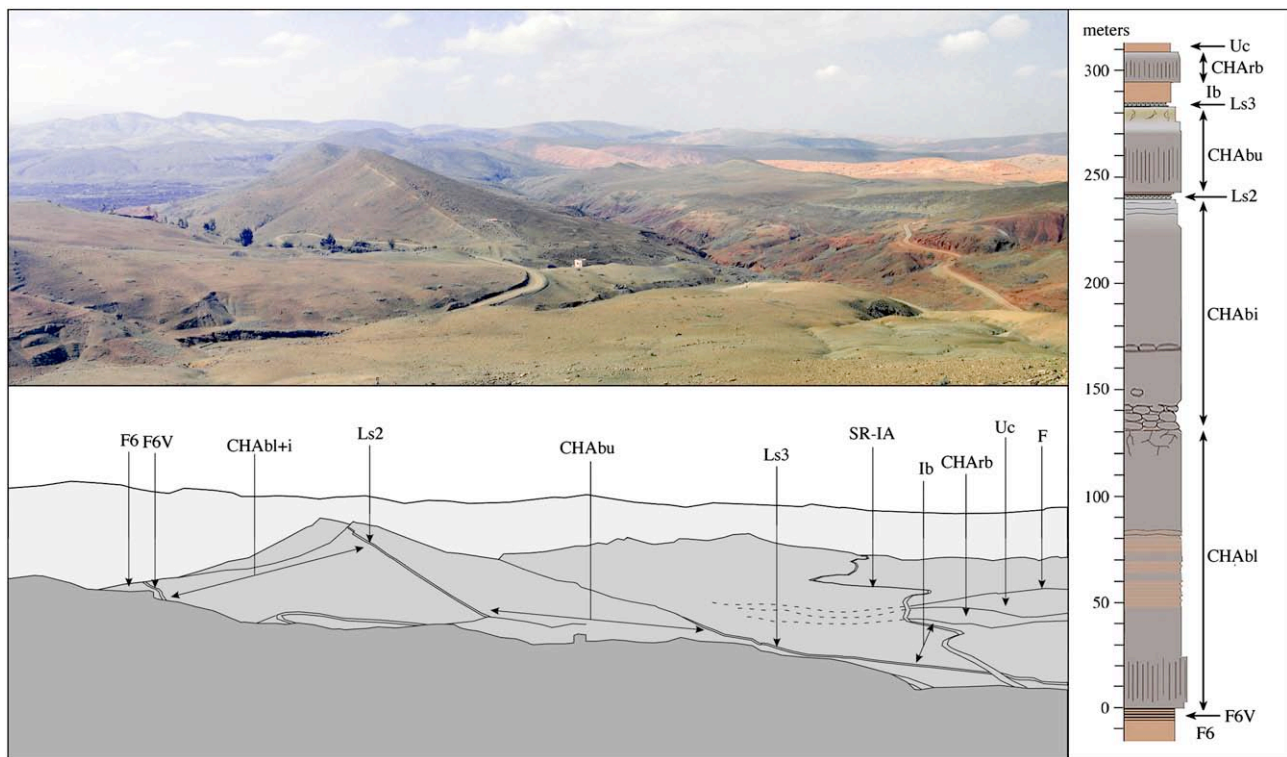 F6
F6V
CHAbl+i
Ls2
CHAbu
Ls3
SR-IA
Ib
CHArb
Uc
F
meters
300
250
200
150
100
50
0
Uc
CHArb
Ib
Ls3
CHAbu
Ls2
CHAbi
CHAbl
F6V
F6